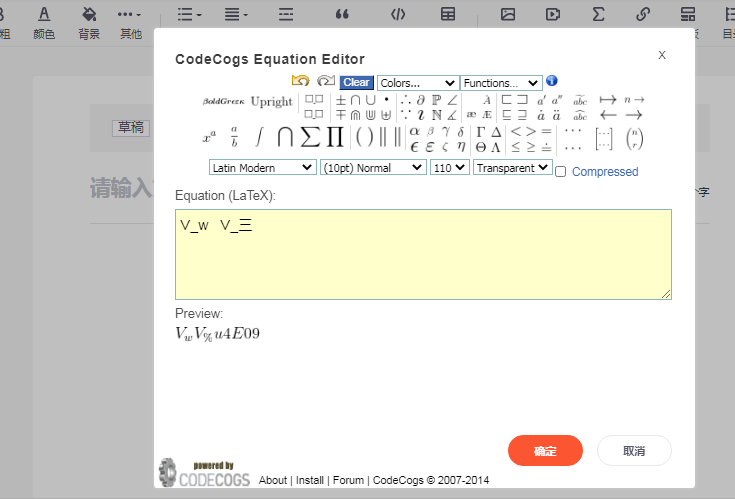 粗 颜色 背景 其他
草稿
请输入
个字
CodeCogs Equation Editor
x
Clear Colors... Functions...
BoldGreek Upright
Latin Modern (10pt) Normal 110 Transparent Compressed
Equation (LaTeX):
V_w V_三
Preview:
V_w V_% u4E09
确定 取消
powered by
CODECOGS About | Install | Forum | CodeCogs © 2007-2014